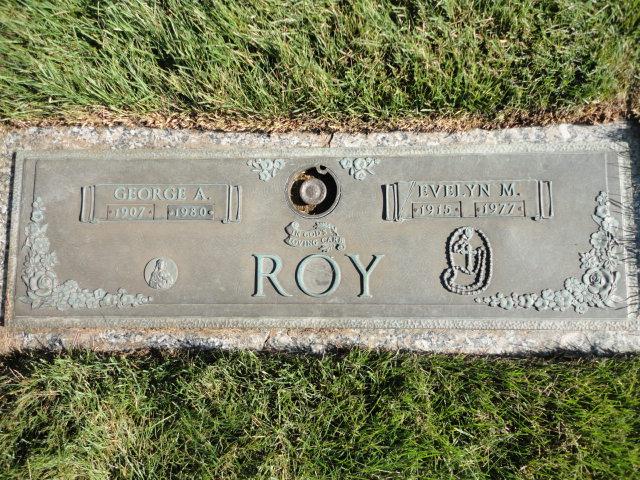 GEORGE A.
1907 1980
EVELYN M.
1915 1977
IN GOD'S
LOVING CARE
ROY